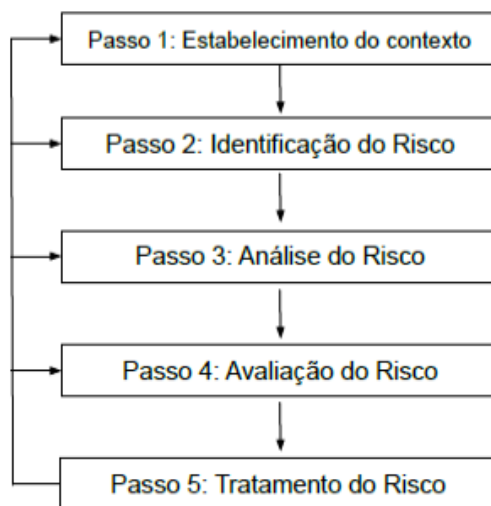 Passo 1: Estabelecimento do contexto
Passo 2: Identificação do Risco
Passo 3: Análise do Risco
Passo 4: Avaliação do Risco
Passo 5: Tratamento do Risco